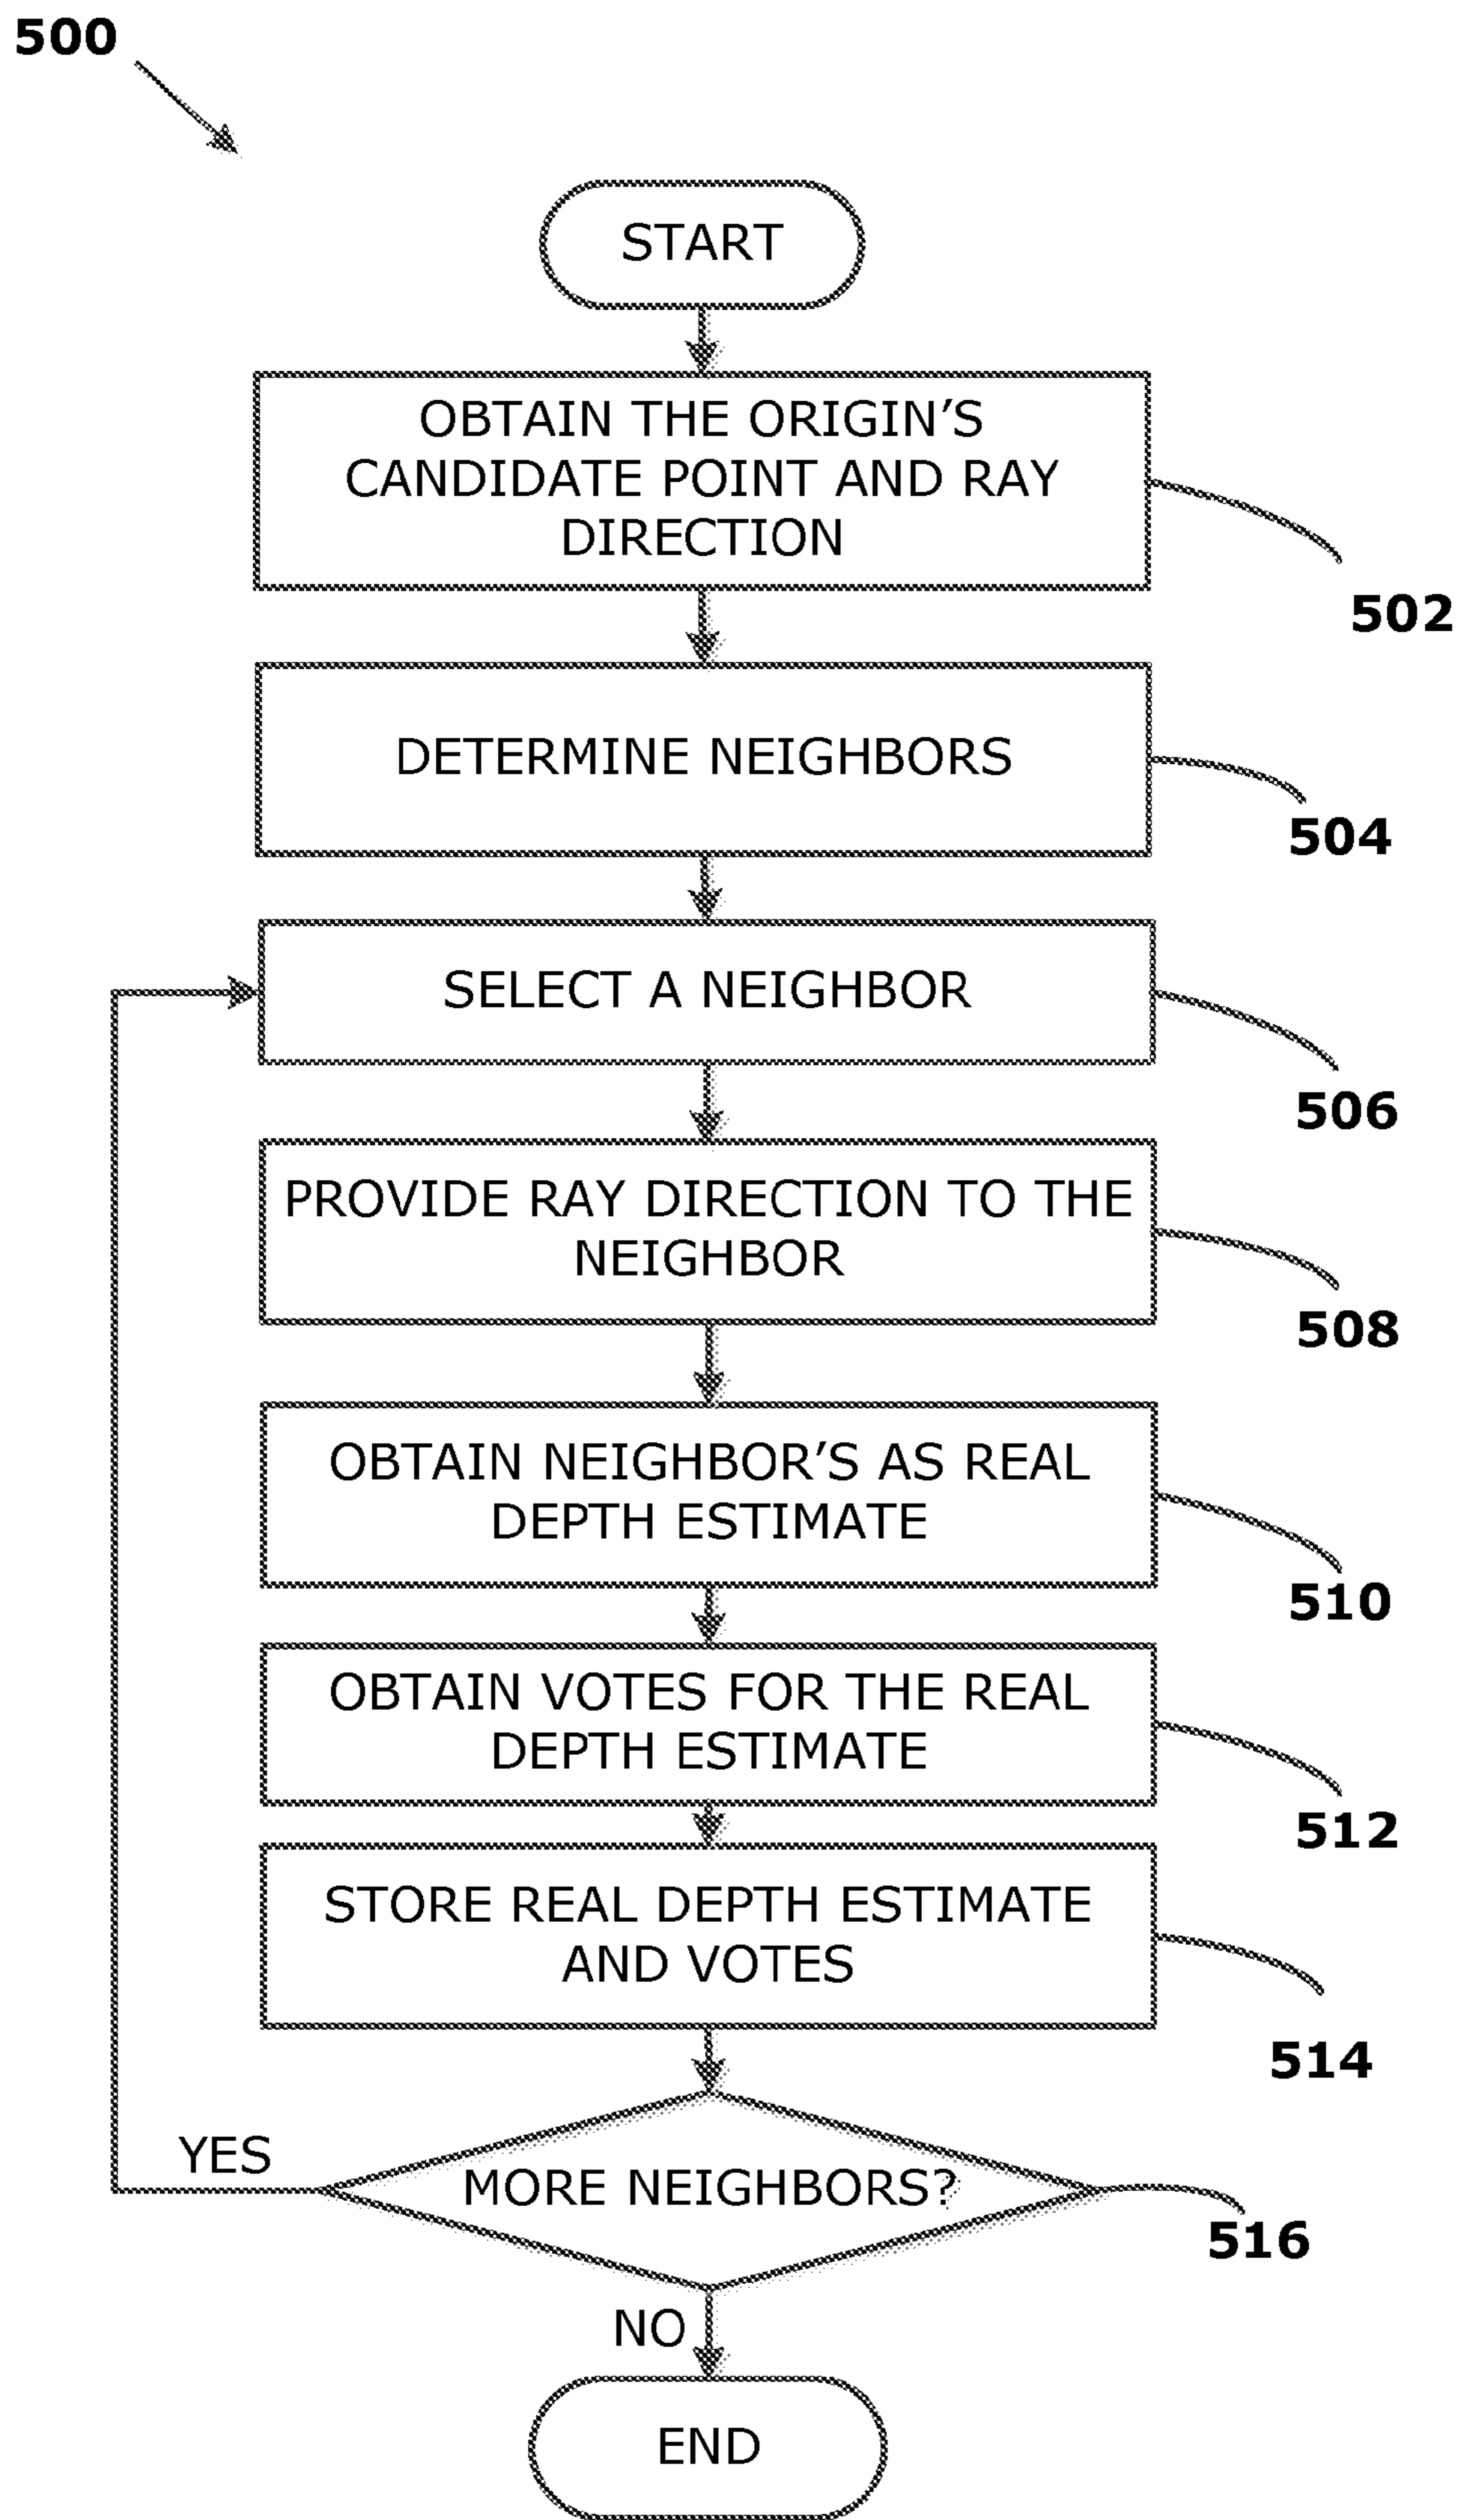 500
START
OBTAIN THE ORIGIN’S
CANDIDATE POINT AND RAY
DIRECTION
502
DETERMINE NEIGHBORS
504
SELECT A NEIGHBOR
506
PROVIDE RAY DIRECTION TO THE
NEIGHBOR
508
OBTAIN NEIGHBOR’S AS REAL
DEPTH ESTIMATE
510
OBTAIN VOTES FOR THE REAL
DEPTH ESTIMATE
512
STORE REAL DEPTH ESTIMATE
AND VOTES
514
YES
MORE NEIGHBORS?
516
NO
END